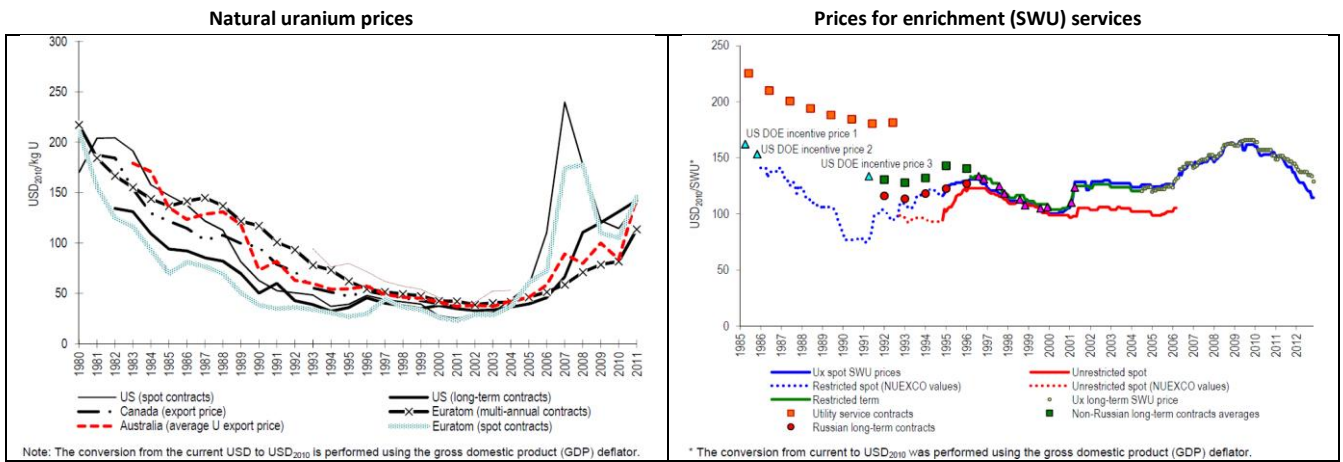 Natural uranium prices
300
250
200
150
100
50
0
USD2010/kg U
1980 1981 1982 1983 1984 1985 1986 1987 1988 1989 1990 1991 1992 1993 1994 1995 1996 1997 1998 1999 2000 2001 2002 2003 2004 2005 2006 2007 2008 2009 2010 2011
US (spot contracts) US (long-term contracts)
Canada (export price) Euratom (multi-annual contracts)
Australia (average U export price) Euratom (spot contracts)
Note: The conversion from the current USD to USD2010 is performed using the gross domestic product (GDP) deflator.
Prices for enrichment (SWU) services
250
200
150
100
50
0
USD2010/SWU*
US DOE incentive price 1
US DOE incentive price 2
US DOE incentive price 3
1985 1986 1987 1988 1989 1990 1991 1992 1993 1994 1995 1996 1997 1998 1999 2000 2001 2002 2003 2004 2005 2006 2007 2008 2009 2010 2011 2012
Ux spot SWU prices Unrestricted spot
Restricted spot (NUEXCO values) Unrestricted spot (NUEXCO values)
Restricted term Ux long-term SWU price
Utility service contracts Non-Russian long-term contracts averages
Russian long-term contracts
* The conversion from current to USD2010 was performed using the gross domestic product (GDP) deflator.